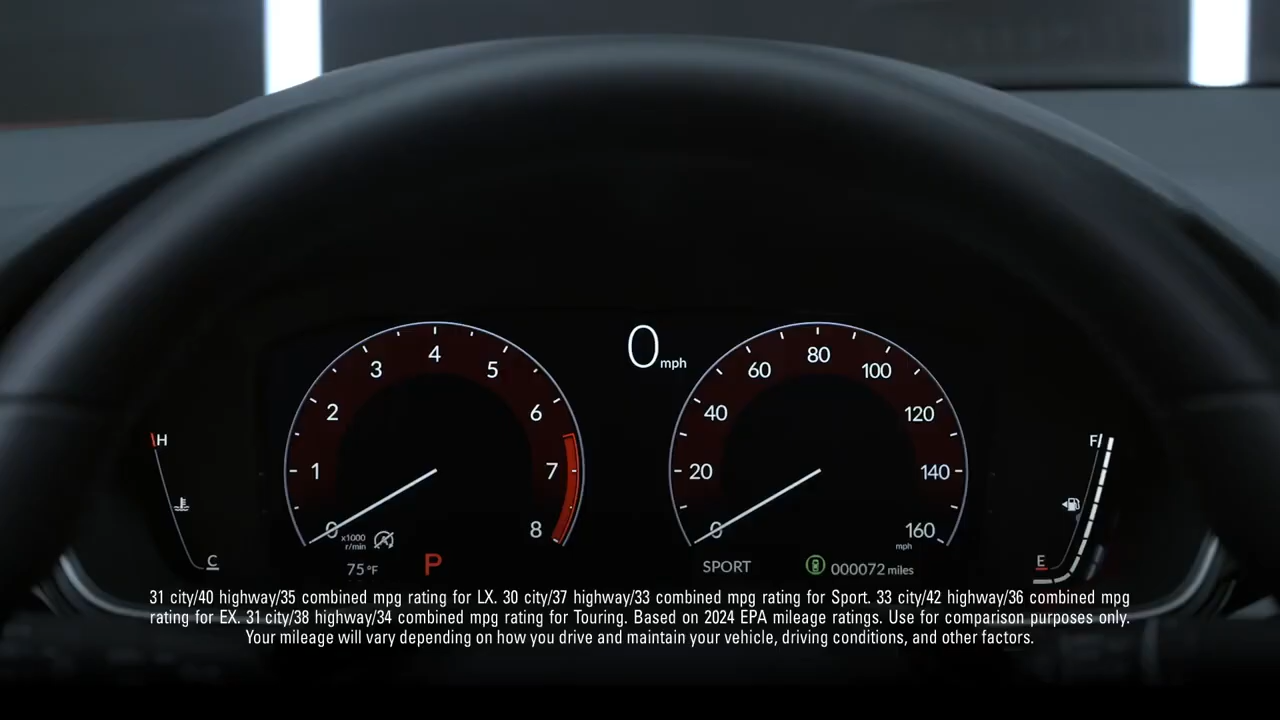 0 mph
4
80
3
5
60
100
2
6
40
120
H
F
1
7
20
140
0
x1000
r/min
8
0
160
mph
C
E
75 °F
P
SPORT
000072 miles
31 city/40 highway/35 combined mpg rating for LX. 30 city/37 highway/33 combined mpg rating for Sport. 33 city/42 highway/36 combined mpg
rating for EX. 31 city/38 highway/34 combined mpg rating for Touring. Based on 2024 EPA mileage ratings. Use for comparison purposes only.
Your mileage will vary depending on how you drive and maintain your vehicle, driving conditions, and other factors.